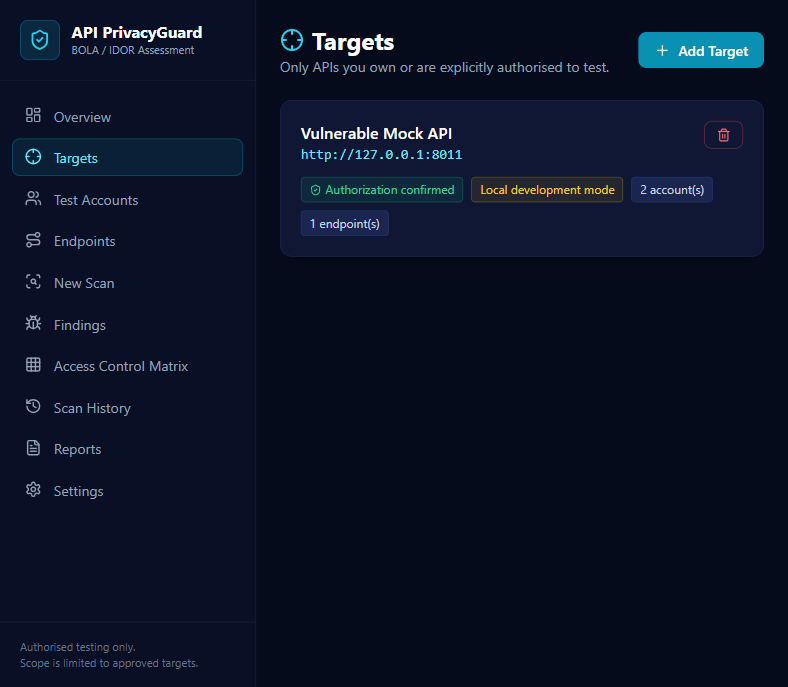 API PrivacyGuard
BOLA / IDOR Assessment
Overview
Targets
Test Accounts
Endpoints
New Scan
Findings
Access Control Matrix
Scan History
Reports
Settings
Authorised testing only.
Scope is limited to approved targets.
Targets
Only APIs you own or are explicitly authorised to test.
+ Add Target
Vulnerable Mock API
http://127.0.0.1:8011
Authorization confirmed
Local development mode
2 account(s)
1 endpoint(s)